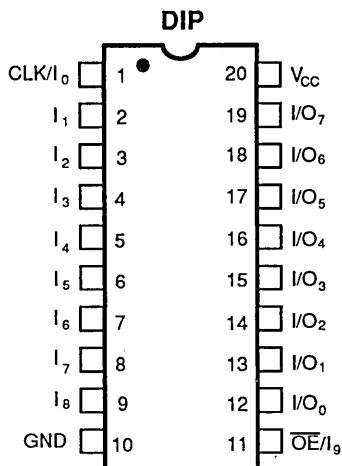 DIP
CLK/I₀ 1 20 V_CC
I₁ 2 19 I/O₇
I₂ 3 18 I/O₆
I₃ 4 17 I/O₅
I₄ 5 16 I/O₄
I₅ 6 15 I/O₃
I₆ 7 14 I/O₂
I₇ 8 13 I/O₁
I₈ 9 12 I/O₀
GND 10 11 O̅E̅/I₉